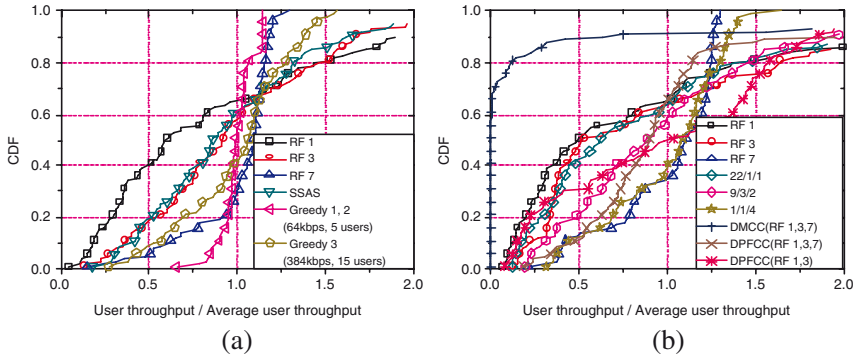 1.0
0.8
0.6
0.4
0.2
0.0
CDF
RF 1
RF 3
RF 7
SSAS
Greedy 1, 2
(64kbps, 5 users)
Greedy 3
(384kbps, 15 users)
0.0
0.5
1.0
1.5
2.0
User throughput / Average user throughput
(a)
1.0
0.8
0.6
0.4
0.2
0.0
CDF
RF 1
RF 3
RF 7
22/1/1
9/3/2
1/1/4
DMCC(RF 1,3,7)
DPFCC(RF 1,3,7)
DPFCC(RF 1,3)
0.0
0.5
1.0
1.5
2.0
User throughput / Average user throughput
(b)